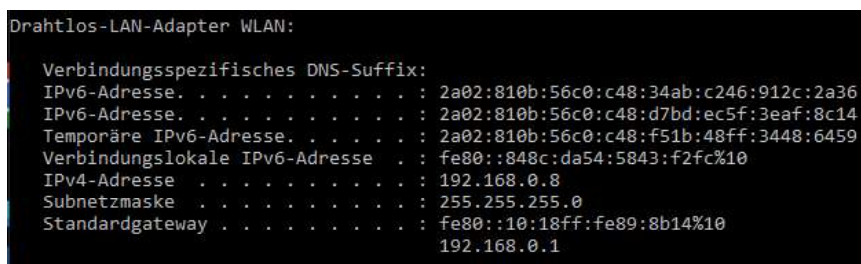 Drahtlos-LAN-Adapter WLAN:
Verbindungsspezifisches DNS-Suffix:
IPv6-Adresse. . . . . . . . . . . : 2a02:810b:56c0:c48:34ab:c246:912c:2a36
IPv6-Adresse. . . . . . . . . . . : 2a02:810b:56c0:c48:d7bd:ec5f:3eaf:8c14
Temporäre IPv6-Adresse. . . . . . : 2a02:810b:56c0:c48:f51b:48ff:3448:6459
Verbindungslokale IPv6-Adresse  . : fe80::848c:da54:5843:f2fc%10
IPv4-Adresse  . . . . . . . . . . : 192.168.0.8
Subnetzmaske  . . . . . . . . . . : 255.255.255.0
Standardgateway . . . . . . . . . : fe80::10:18ff:fe89:8b14%10
192.168.0.1